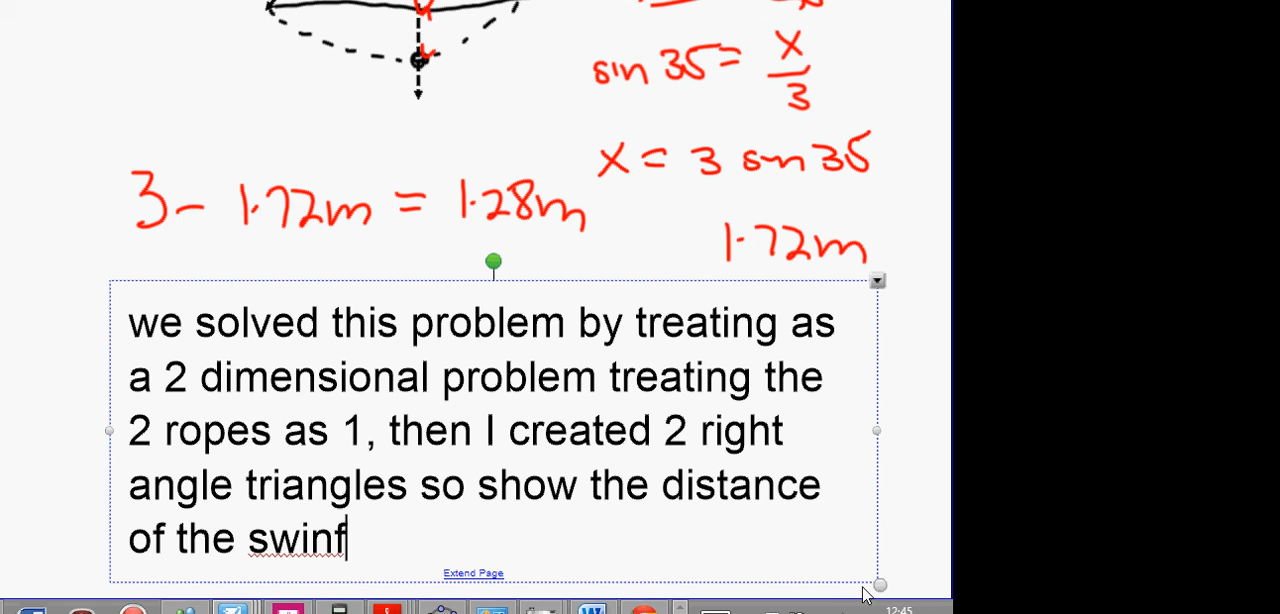 sin 35 = x/3
x = 3 sin 35
3 - 1.72m = 1.28m
1.72m
we solved this problem by treating as
a 2 dimensional problem treating the
2 ropes as 1, then I created 2 right
angle triangles so show the distance
of the swinf
Extend Page
12:45